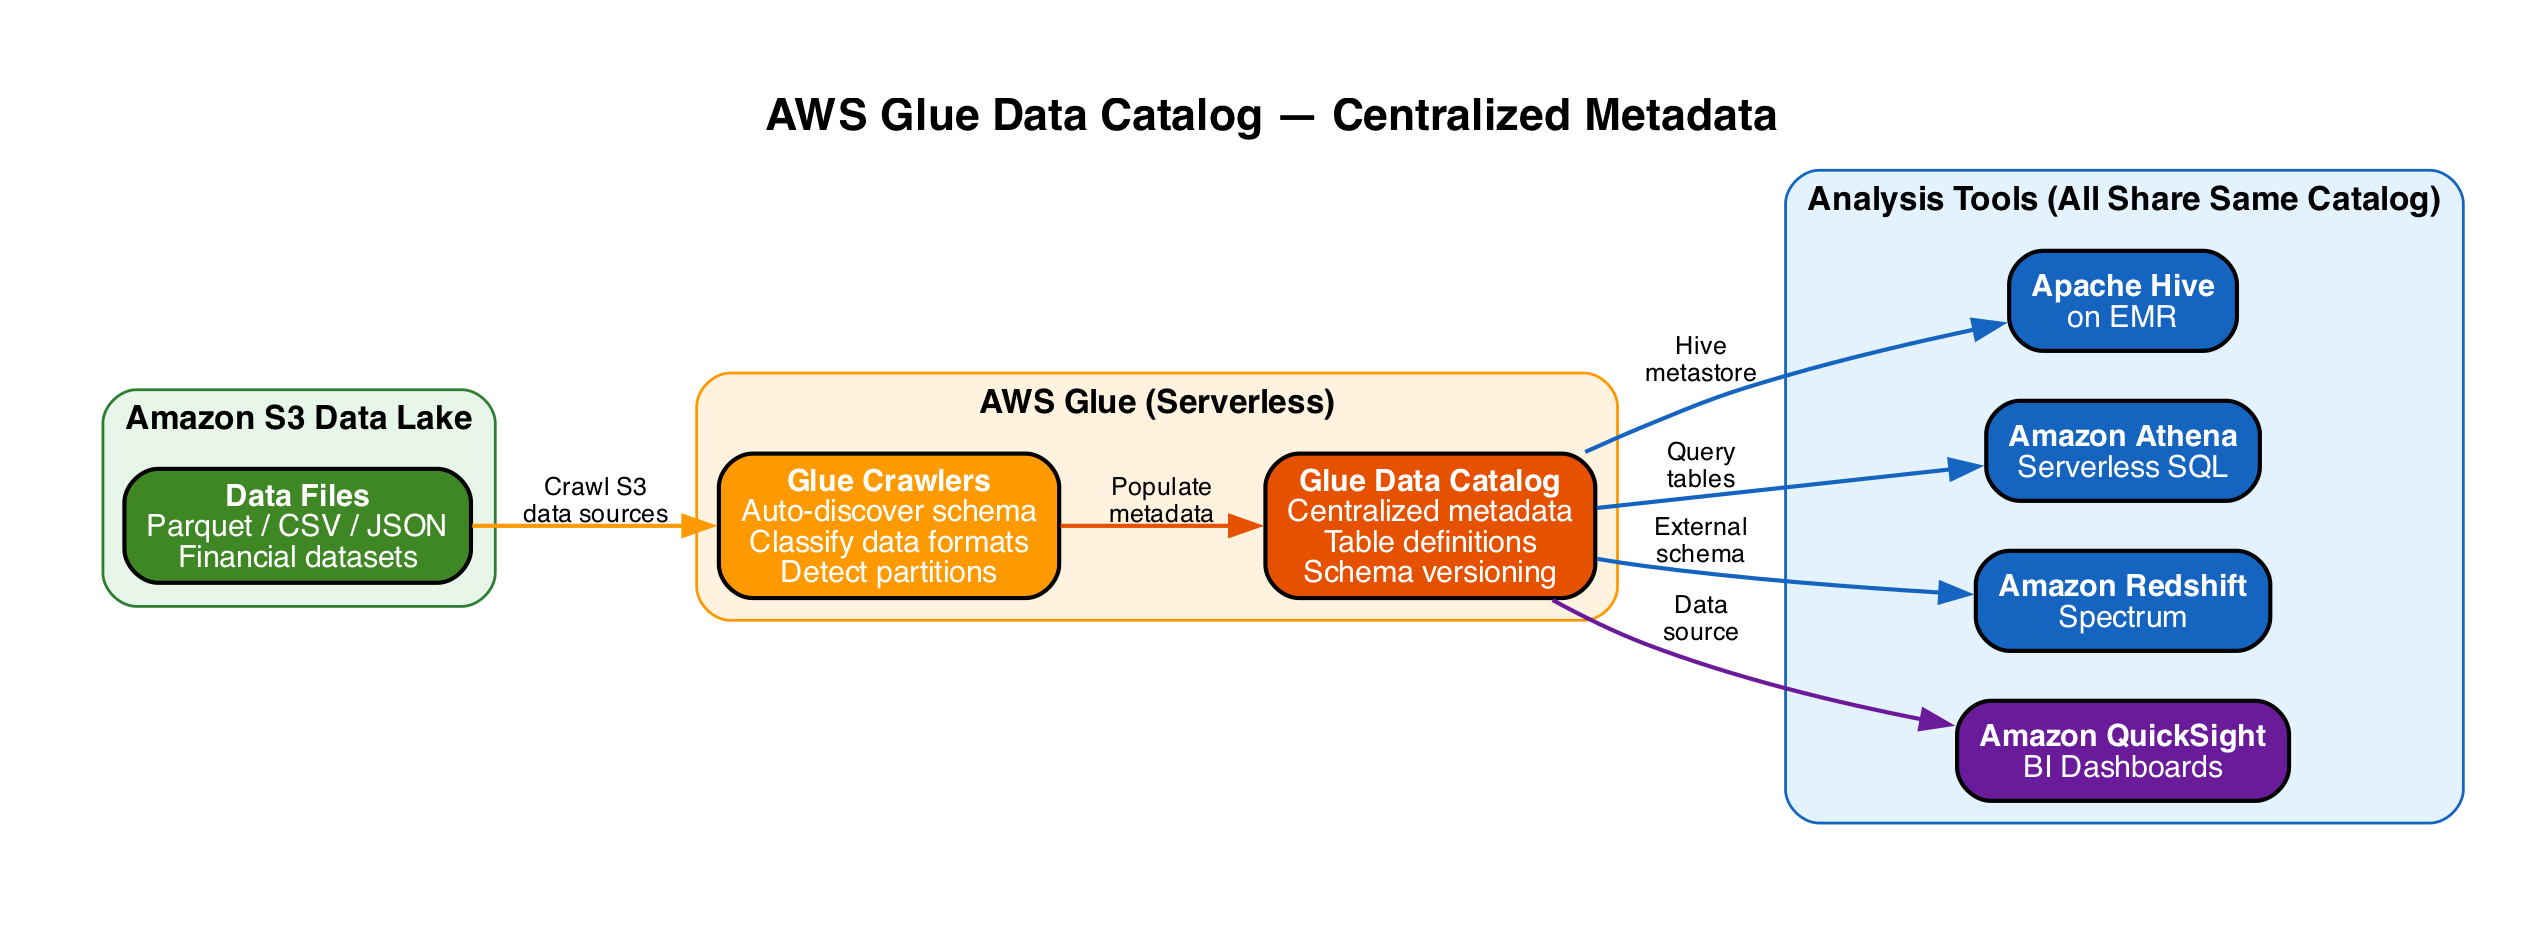 AWS Glue Data Catalog — Centralized Metadata
Amazon S3 Data Lake
Data Files
Parquet / CSV / JSON
Financial datasets
Crawl S3
data sources
AWS Glue (Serverless)
Glue Crawlers
Auto-discover schema
Classify data formats
Detect partitions
Populate
metadata
Glue Data Catalog
Centralized metadata
Table definitions
Schema versioning
Hive
metastore
Query
tables
External
schema
Data
source
Analysis Tools (All Share Same Catalog)
Apache Hive
on EMR
Amazon Athena
Serverless SQL
Amazon Redshift
Spectrum
Amazon QuickSight
BI Dashboards